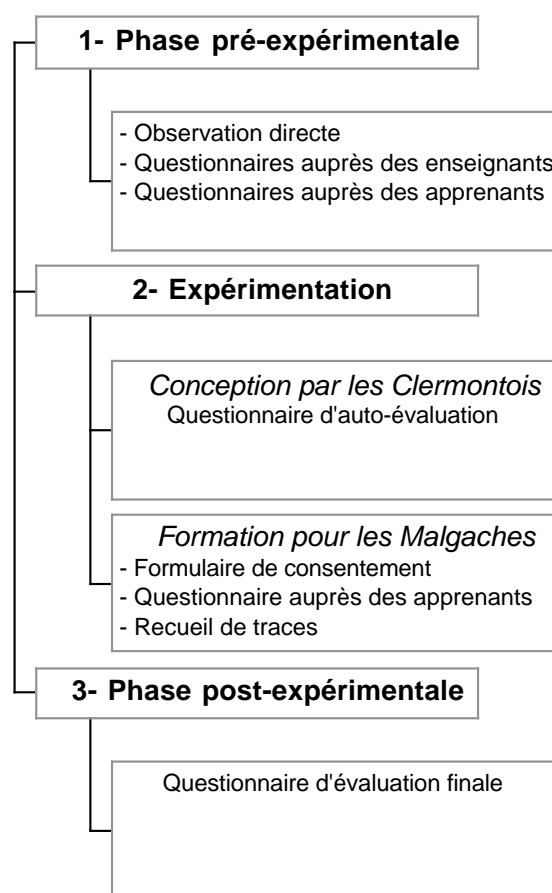 1- Phase pré-expérimentale
- Observation directe
- Questionnaires auprès des enseignants
- Questionnaires auprès des apprenants
2- Expérimentation
Conception par les Clermontois
Questionnaire d'auto-évaluation
Formation pour les Malgaches
- Formulaire de consentement
- Questionnaire auprès des apprenants
- Recueil de traces
3- Phase post-expérimentale
Questionnaire d'évaluation finale